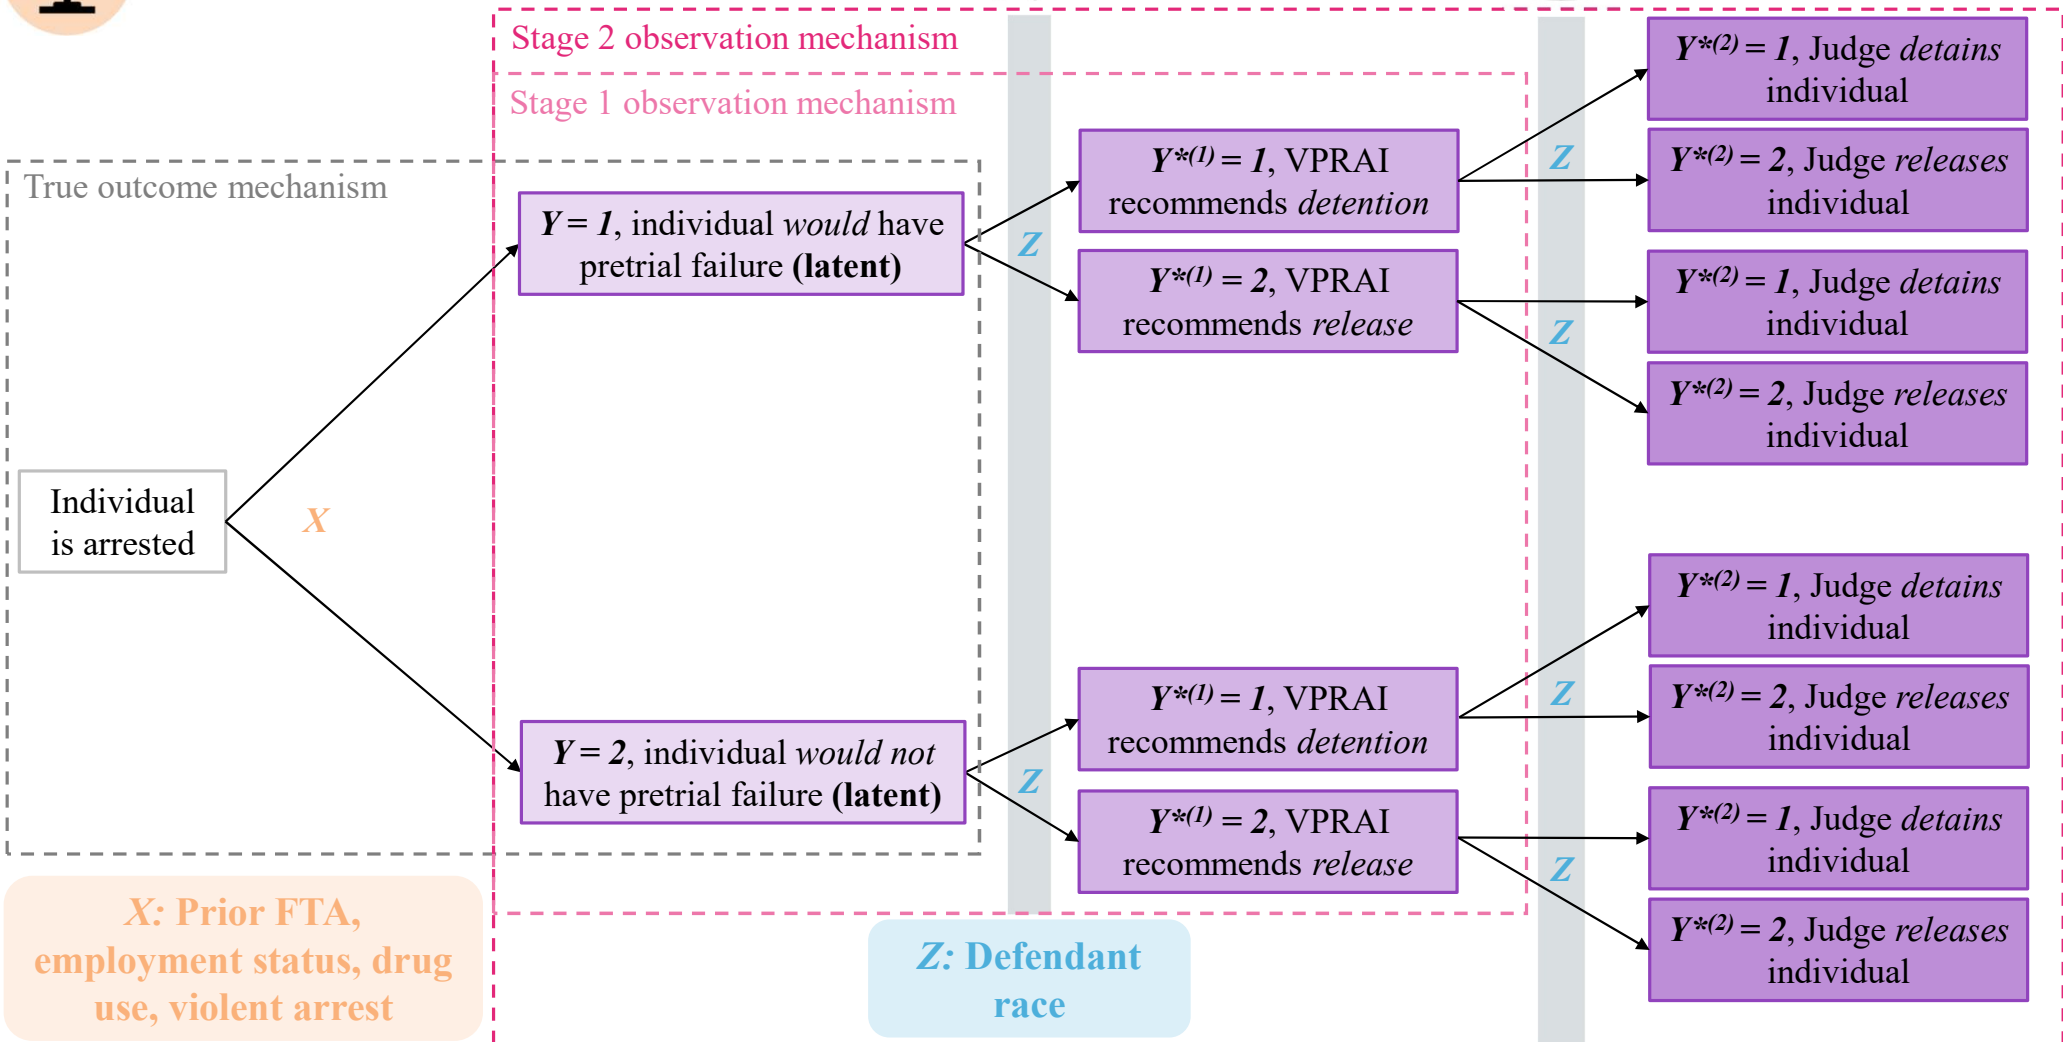 Stage 2 observation mechanism
Stage 1 observation mechanism
True outcome mechanism
Individual
is arrested
X
Y = 1, individual would have
pretrial failure (latent)
Y = 2, individual would not
have pretrial failure (latent)
Z
Z
Y*(1) = 1, VPRAI
recommends detention
Y*(1) = 2, VPRAI
recommends release
Y*(1) = 1, VPRAI
recommends detention
Y*(1) = 2, VPRAI
recommends release
Z
Z
Z
Z
Y*(2) = 1, Judge detains
individual
Y*(2) = 2, Judge releases
individual
Y*(2) = 1, Judge detains
individual
Y*(2) = 2, Judge releases
individual
Y*(2) = 1, Judge detains
individual
Y*(2) = 2, Judge releases
individual
Y*(2) = 1, Judge detains
individual
Y*(2) = 2, Judge releases
individual
X: Prior FTA,
employment status, drug
use, violent arrest
Z: Defendant
race